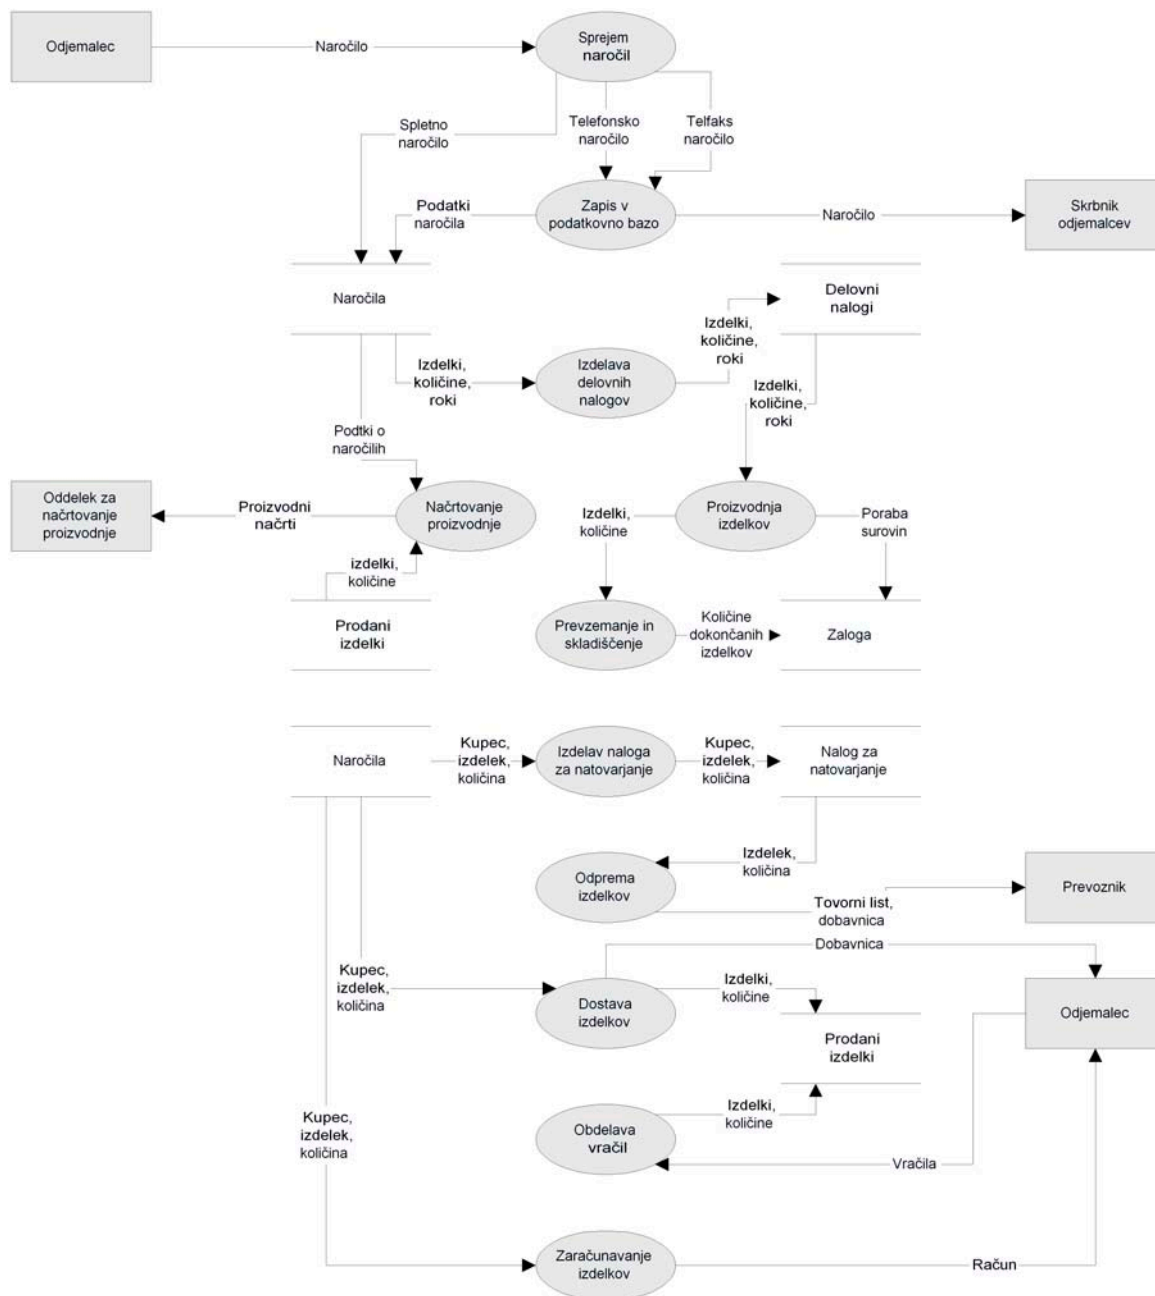 Odjemalec
Naročilo
Sprejem
naročil
Spletno
naročilo
Telefonsko
naročilo
Telfaks
naročilo
Podatki
naročila
Zapis v
podatkovno bazo
Naročilo
Skrbnik
odjemalcev
Naročila
Delovni
nalogi
Izdelki,
količine,
roki
Izdelava
delovnih
nalogov
Izdelki,
količine,
roki
Izdelki,
količine,
roki
Podtki o
naročilih
Oddelek za
načrtovanje
proizvodnje
Proizvodni
načrti
Načrtovanje
proizvodnje
Izdelki,
količine
Proizvodnja
izdelkov
Poraba
surovin
izdelki,
količine
Prodani
izdelki
Prevzemanje in
skladiščenje
Količine
dokončanih
izdelkov
Zaloga
Naročila
Kupec,
izdelek,
količina
Izdelav naloga
za natovarjanje
Kupec,
izdelek,
količina
Nalog za
natovarjanje
Izdelek,
količina
Odprema
izdelkov
Tovorni list,
dobavnica
Prevoznik
Dobavnica
Kupec,
izdelek,
količina
Dostava
izdelkov
Izdelki,
količine
Odjemalec
Prodani
izdelki
Kupec,
izdelek,
količina
Obdelava
vračil
Izdelki,
količine
Vračila
Zaračunavanje
izdelkov
Račun